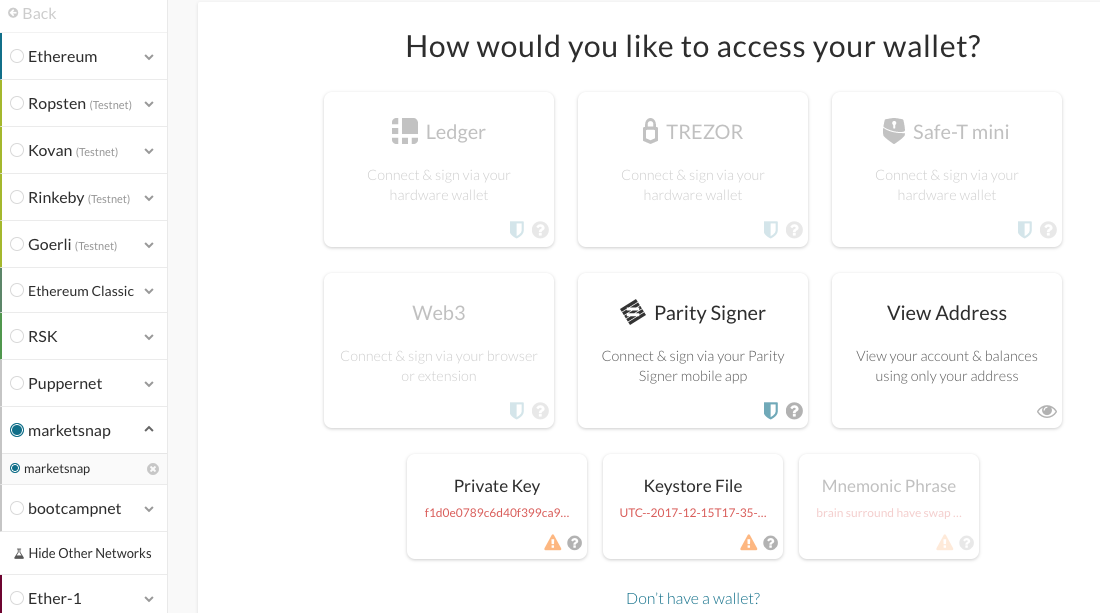 Back
Ethereum
Ropsten (Testnet)
Kovan (Testnet)
Rinkeby (Testnet)
Goerli (Testnet)
Ethereum Classic
RSK
Puppernet
marketsnap
marketsnap
bootcampnet
Hide Other Networks
Ether-1
How would you like to access your wallet?
Ledger
Connect & sign via your
hardware wallet
TREZOR
Connect & sign via your
hardware wallet
Safe-T mini
Connect & sign via your
hardware wallet
Web3
Connect & sign via your browser
or extension
Parity Signer
Connect & sign via your Parity
Signer mobile app
View Address
View your account & balances
using only your address
Private Key
f1d0e0789c6d40f399ca9...
Keystore File
UTC--2017-12-15T17-35-...
Mnemonic Phrase
brain surround have swap ...
Don't have a wallet?